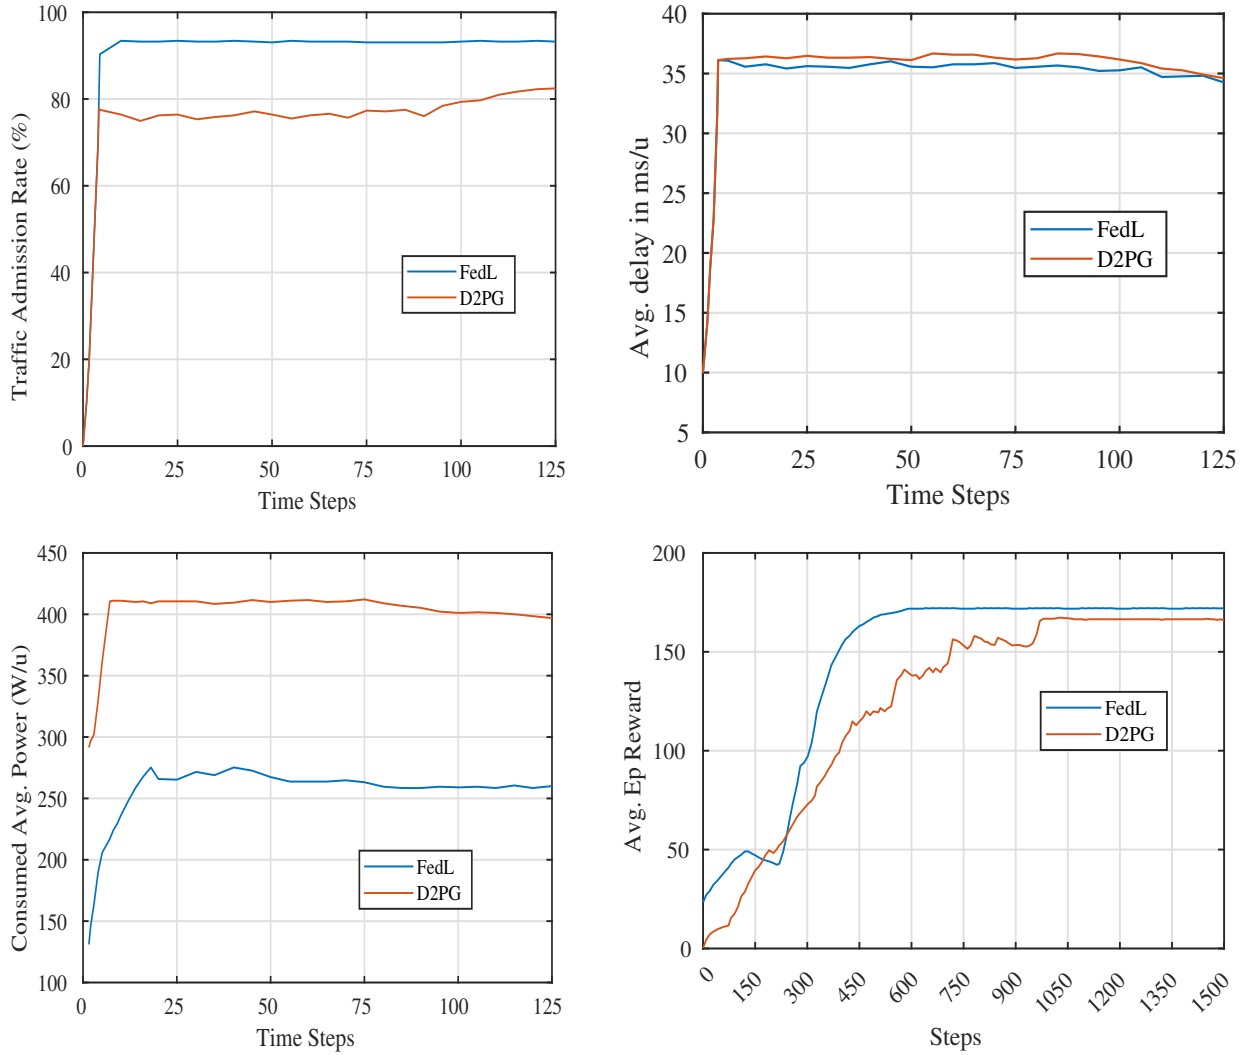 Traffic Admission Rate (%)
100
80
60
40
20
0
FedL
D2PG
0 25 50 75 100 125
Time Steps
Avg. delay in ms/u
40
35
30
25
20
15
10
5
FedL
D2PG
0 25 50 75 100 125
Time Steps
Consumed Avg. Power (W/u)
450
400
350
300
250
200
150
100
FedL
D2PG
0 25 50 75 100 125
Time Steps
Avg. Ep Reward
200
150
100
50
0
FedL
D2PG
0 150 300 450 600 750 900 1050 1200 1350 1500
Steps